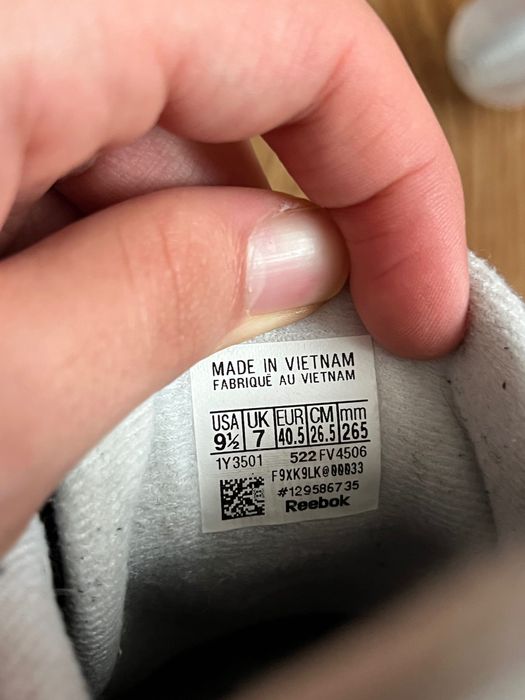 MADE IN VIETNAM
FABRIQUÉ AU VIETNAM
USA UK EUR CM mm
9½ 7 40.5 26.5 265
1Y3501 522 FV4506
F9XK9LK@00033
#129586735
Reebok